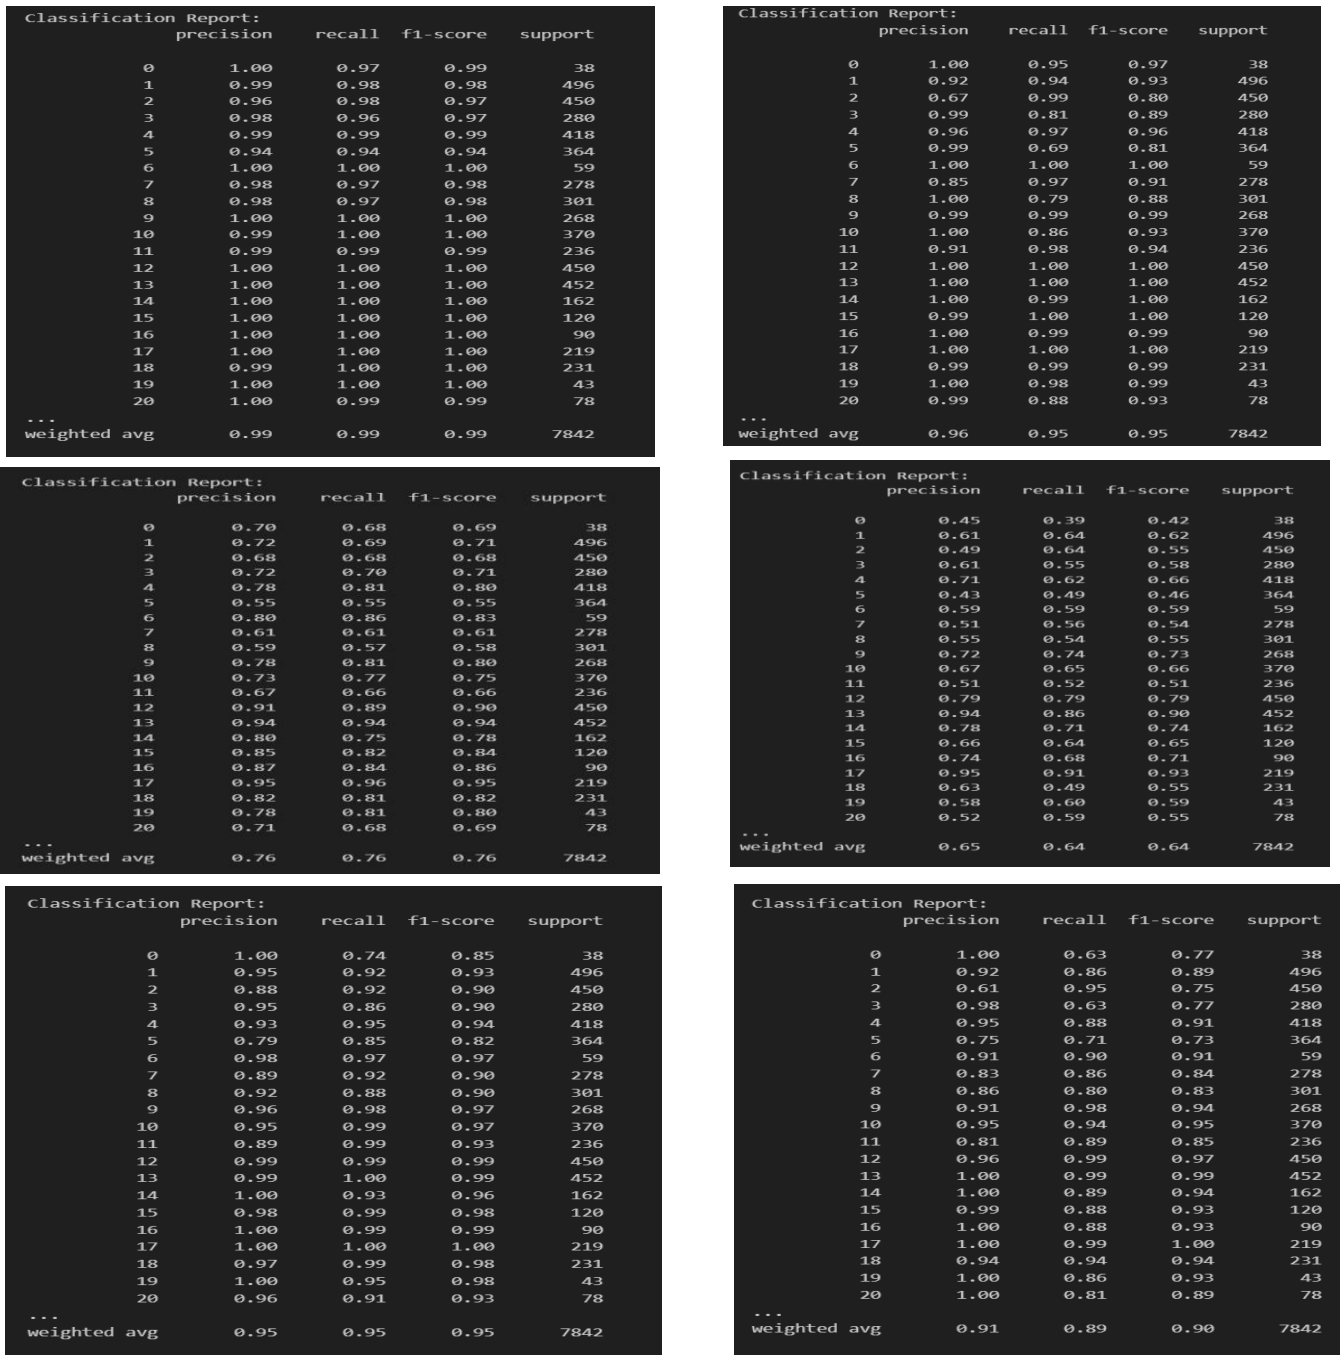 Classification Report:
precision recall f1-score support
0 1.00 0.97 0.99 38
1 0.99 0.98 0.98 496
2 0.96 0.98 0.97 450
3 0.98 0.96 0.97 280
4 0.99 0.99 0.99 418
5 0.94 0.94 0.94 364
6 1.00 1.00 1.00 59
7 0.98 0.97 0.98 278
8 0.98 0.97 0.98 301
9 1.00 1.00 1.00 268
10 0.99 1.00 1.00 370
11 0.99 0.99 0.99 236
12 1.00 1.00 1.00 450
13 1.00 1.00 1.00 452
14 1.00 1.00 1.00 162
15 1.00 1.00 1.00 120
16 1.00 1.00 1.00 90
17 1.00 1.00 1.00 219
18 0.99 1.00 1.00 231
19 1.00 1.00 1.00 43
20 1.00 0.99 0.99 78
...
weighted avg 0.99 0.99 0.99 7842
Classification Report:
precision recall f1-score support
0 1.00 0.95 0.97 38
1 0.92 0.94 0.93 496
2 0.67 0.99 0.80 450
3 0.99 0.81 0.89 280
4 0.96 0.97 0.96 418
5 0.99 0.69 0.81 364
6 1.00 1.00 1.00 59
7 0.85 0.97 0.91 278
8 1.00 0.79 0.88 301
9 0.99 0.99 0.99 268
10 1.00 0.86 0.93 370
11 0.91 0.98 0.94 236
12 1.00 1.00 1.00 450
13 1.00 1.00 1.00 452
14 1.00 0.99 1.00 162
15 0.99 1.00 1.00 120
16 1.00 0.99 0.99 90
17 1.00 1.00 1.00 219
18 0.99 0.99 0.99 231
19 1.00 0.98 0.99 43
20 0.99 0.88 0.93 78
...
weighted avg 0.96 0.95 0.95 7842
Classification Report:
precision recall f1-score support
0 0.70 0.68 0.69 38
1 0.72 0.69 0.71 496
2 0.68 0.68 0.68 450
3 0.72 0.70 0.71 280
4 0.78 0.81 0.80 418
5 0.55 0.55 0.55 364
6 0.80 0.86 0.83 59
7 0.61 0.61 0.61 278
8 0.59 0.57 0.58 301
9 0.78 0.81 0.80 268
10 0.73 0.77 0.75 370
11 0.67 0.66 0.66 236
12 0.91 0.89 0.90 450
13 0.94 0.94 0.94 452
14 0.80 0.75 0.78 162
15 0.85 0.82 0.84 120
16 0.87 0.84 0.86 90
17 0.95 0.96 0.95 219
18 0.82 0.81 0.82 231
19 0.78 0.81 0.80 43
20 0.71 0.68 0.69 78
...
weighted avg 0.76 0.76 0.76 7842
Classification Report:
precision recall f1-score support
0 0.45 0.39 0.42 38
1 0.61 0.64 0.62 496
2 0.49 0.64 0.55 450
3 0.61 0.55 0.58 280
4 0.71 0.62 0.66 418
5 0.43 0.49 0.46 364
6 0.59 0.59 0.59 59
7 0.51 0.56 0.54 278
8 0.55 0.54 0.55 301
9 0.72 0.74 0.73 268
10 0.67 0.65 0.66 370
11 0.51 0.52 0.51 236
12 0.79 0.79 0.79 450
13 0.94 0.86 0.90 452
14 0.78 0.71 0.74 162
15 0.66 0.64 0.65 120
16 0.74 0.68 0.71 90
17 0.95 0.91 0.93 219
18 0.63 0.49 0.55 231
19 0.58 0.60 0.59 43
20 0.52 0.59 0.55 78
...
weighted avg 0.65 0.64 0.64 7842
Classification Report:
precision recall f1-score support
0 1.00 0.74 0.85 38
1 0.95 0.92 0.93 496
2 0.88 0.92 0.90 450
3 0.95 0.86 0.90 280
4 0.93 0.95 0.94 418
5 0.79 0.85 0.82 364
6 0.98 0.97 0.97 59
7 0.89 0.92 0.90 278
8 0.92 0.88 0.90 301
9 0.96 0.98 0.97 268
10 0.95 0.99 0.97 370
11 0.89 0.99 0.93 236
12 0.99 0.99 0.99 450
13 0.99 1.00 0.99 452
14 1.00 0.93 0.96 162
15 0.98 0.99 0.98 120
16 1.00 0.99 0.99 90
17 1.00 1.00 1.00 219
18 0.97 0.99 0.98 231
19 1.00 0.95 0.98 43
20 0.96 0.91 0.93 78
...
weighted avg 0.95 0.95 0.95 7842
Classification Report:
precision recall f1-score support
0 1.00 0.63 0.77 38
1 0.92 0.86 0.89 496
2 0.61 0.95 0.75 450
3 0.98 0.63 0.77 280
4 0.95 0.88 0.91 418
5 0.75 0.71 0.73 364
6 0.91 0.90 0.91 59
7 0.83 0.86 0.84 278
8 0.86 0.80 0.83 301
9 0.91 0.98 0.94 268
10 0.95 0.94 0.95 370
11 0.81 0.89 0.85 236
12 0.96 0.99 0.97 450
13 1.00 0.99 0.99 452
14 1.00 0.89 0.94 162
15 0.99 0.88 0.93 120
16 1.00 0.88 0.93 90
17 1.00 0.99 1.00 219
18 0.94 0.94 0.94 231
19 1.00 0.86 0.93 43
20 1.00 0.81 0.89 78
...
weighted avg 0.91 0.89 0.90 7842